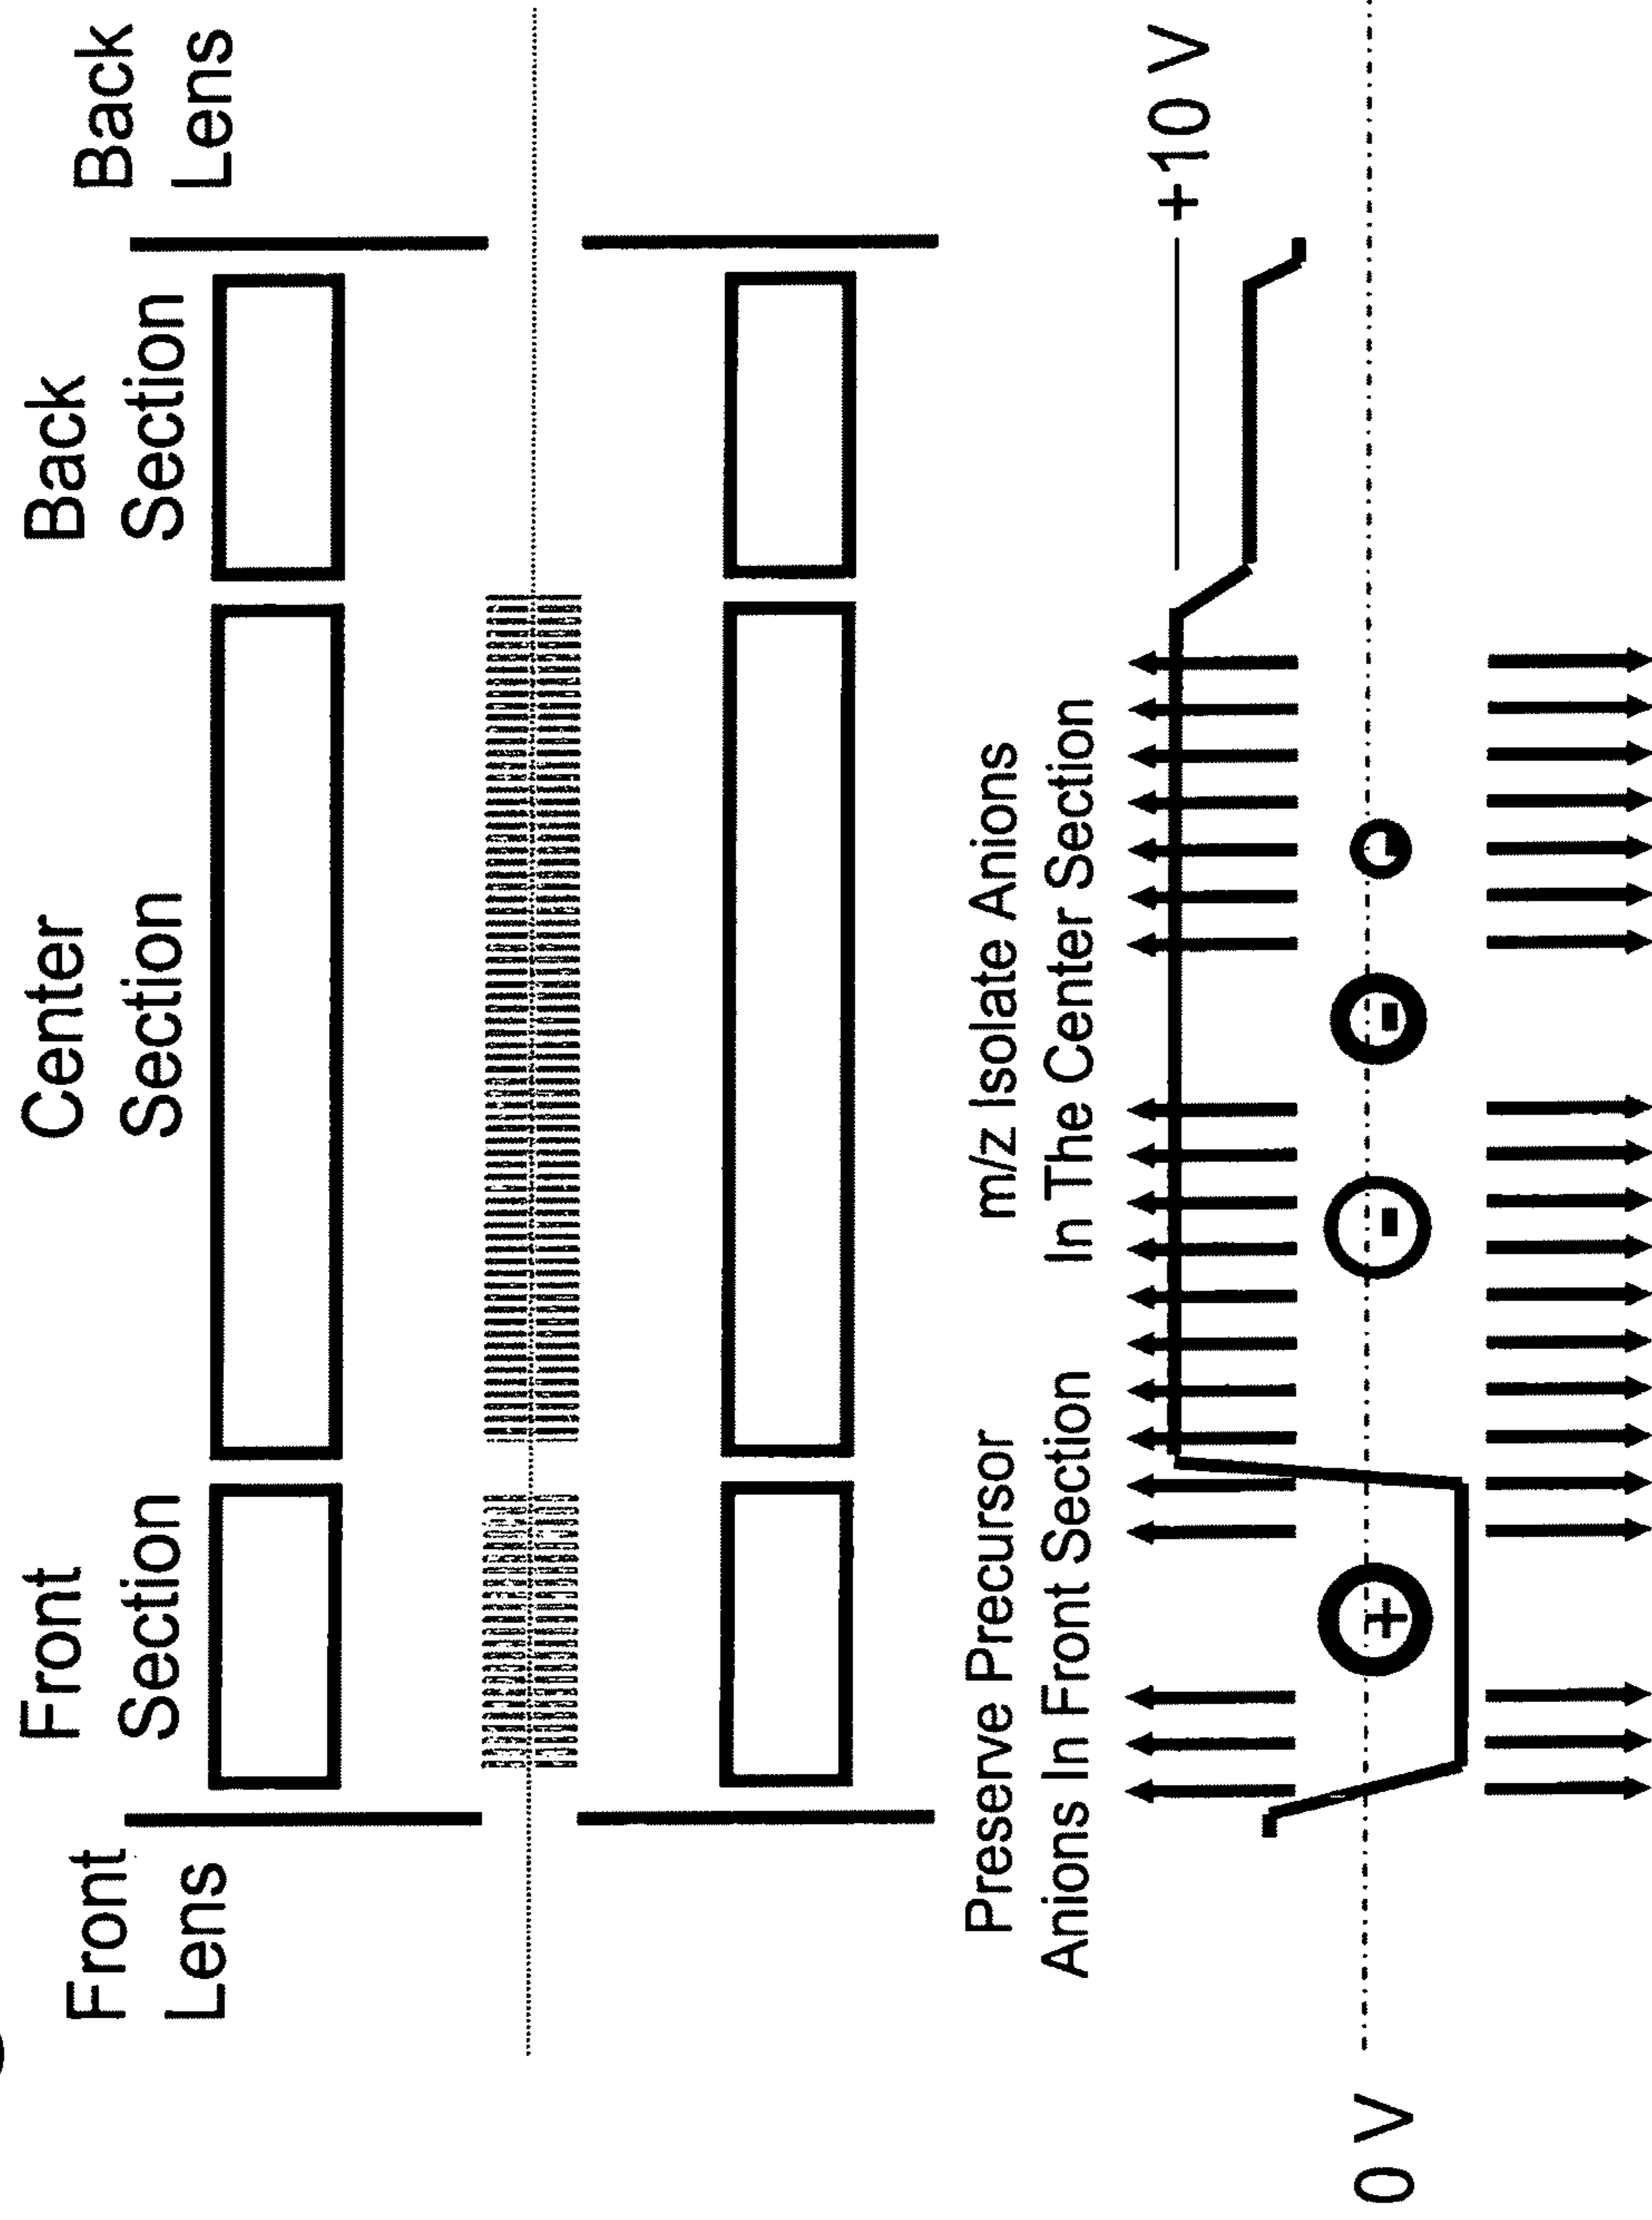 Front
Lens
Front
Section
Center
Section
Back
Section
Back
Lens
Preserve Precursor
Anions In Front Section
m/z Isolate Anions
In The Center Section
+10 V
0 V
+
-
-
-